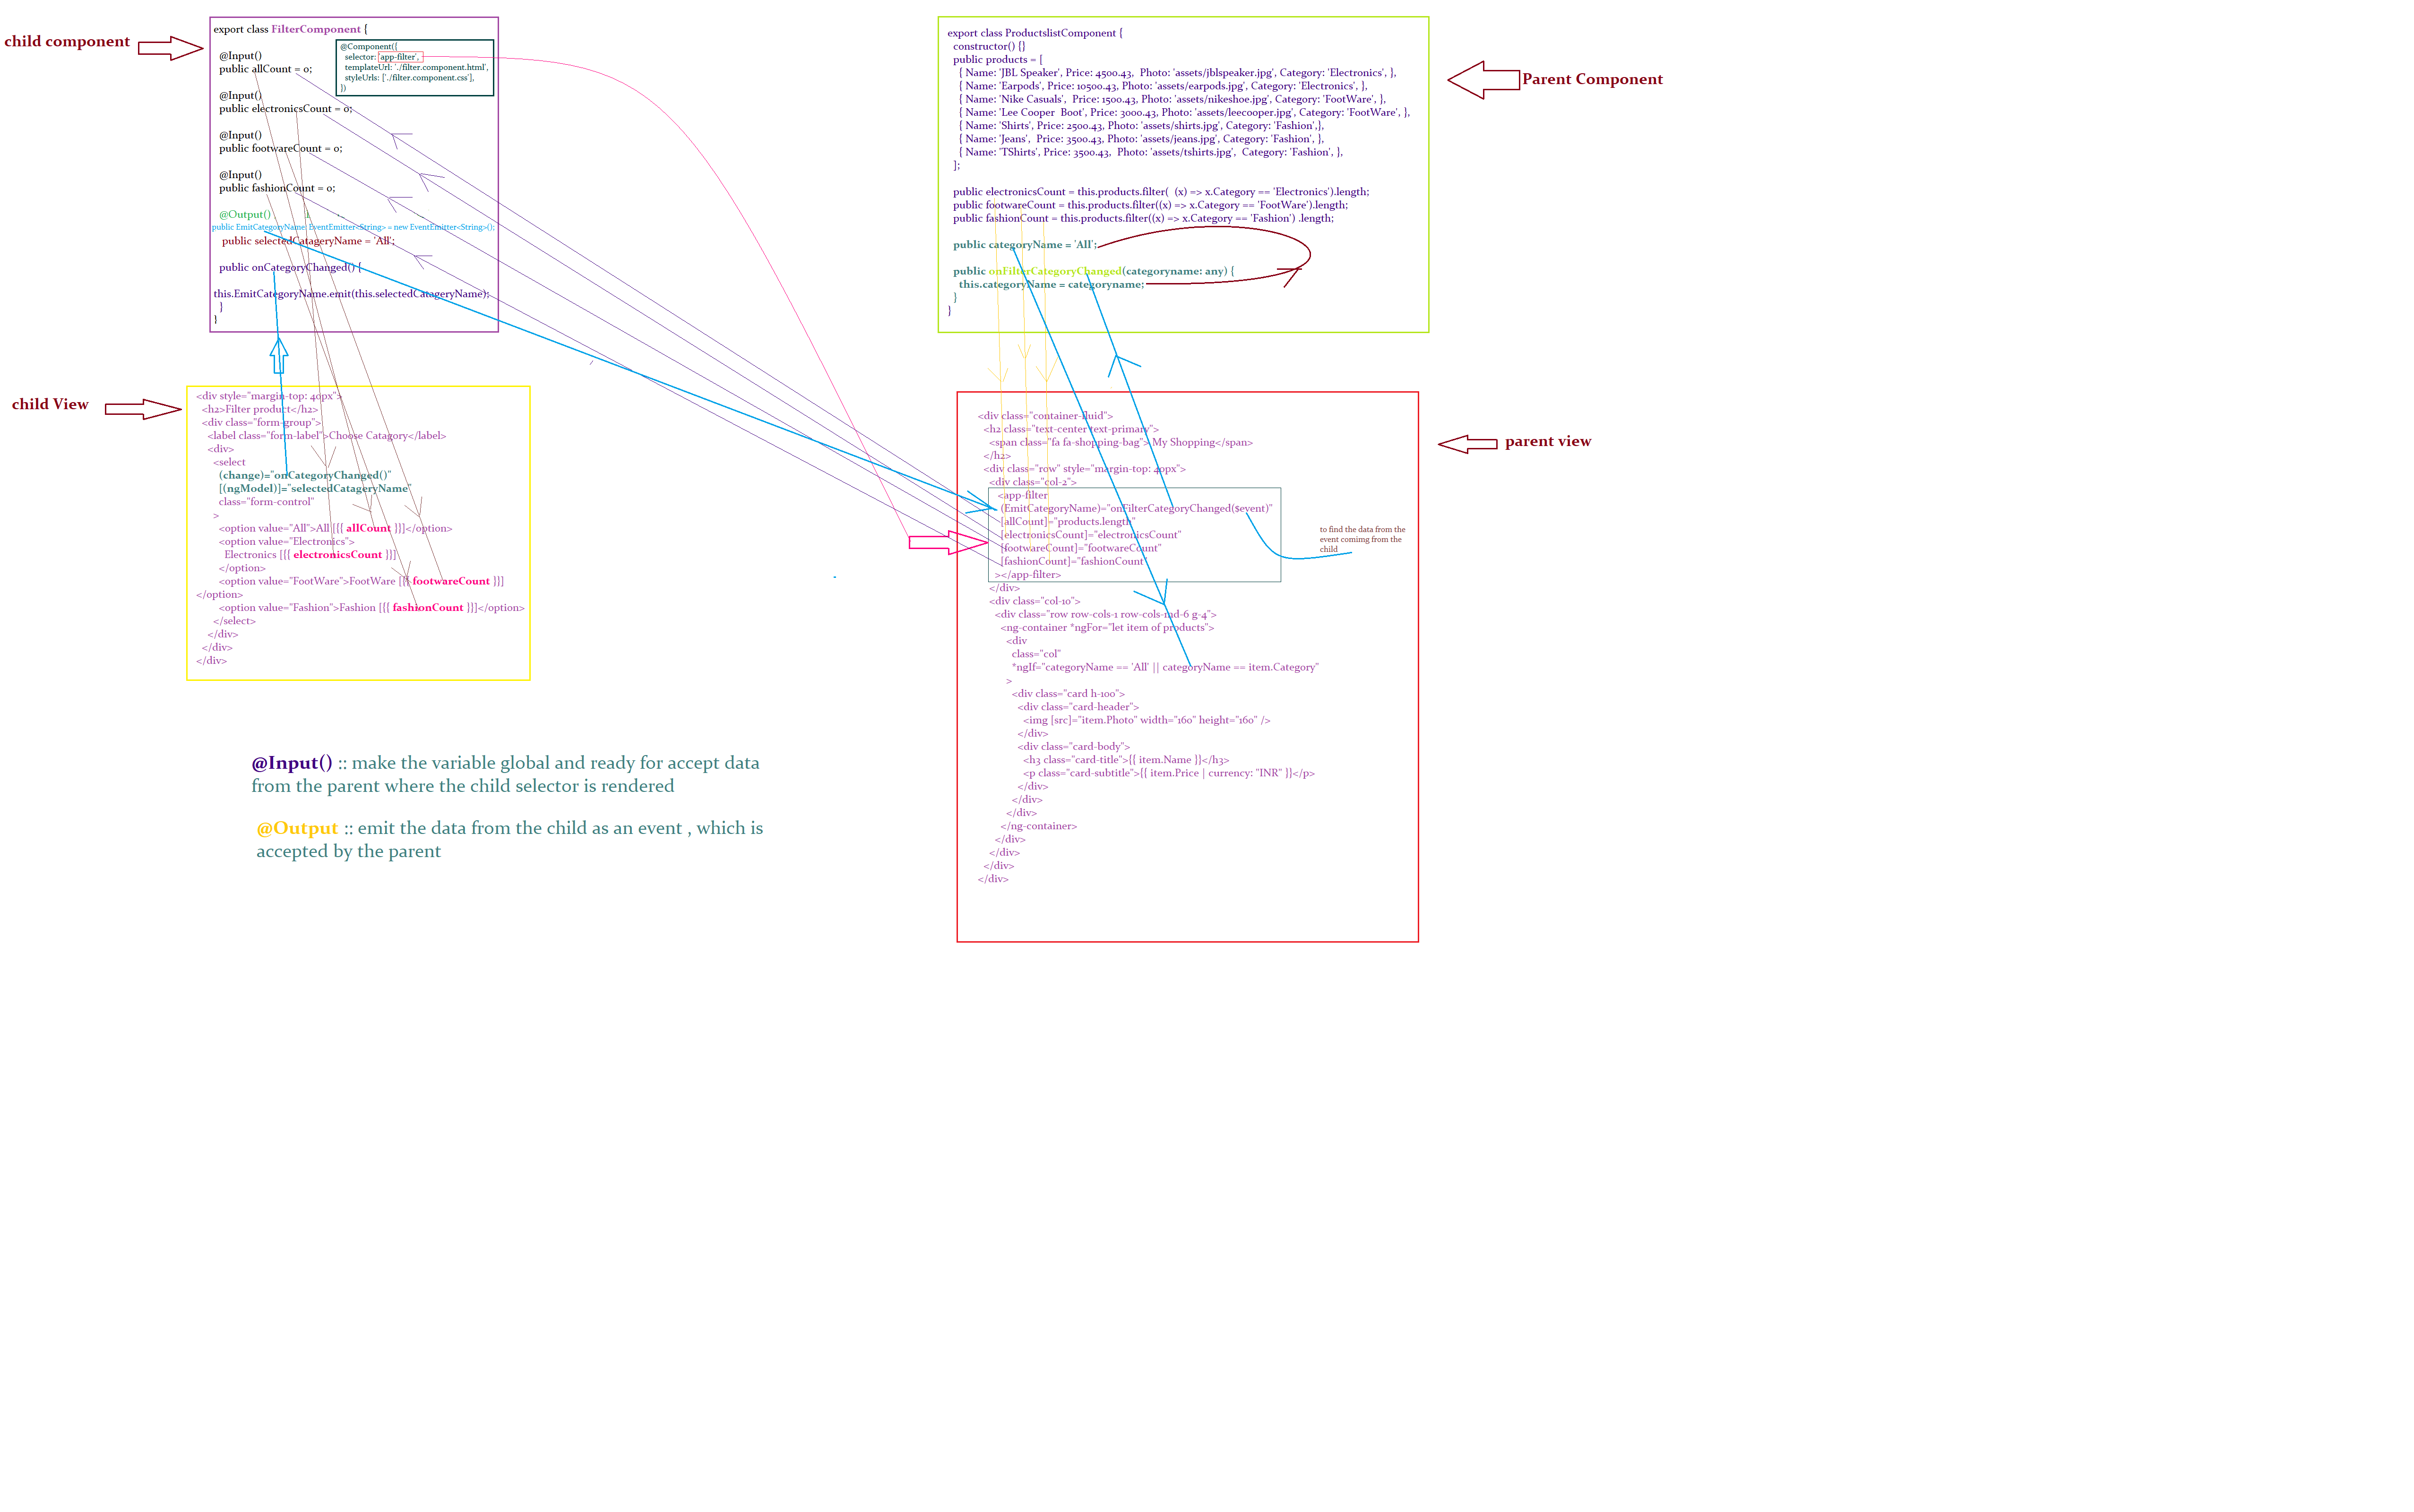 child component
export class FilterComponent {
@Component({
selector: 'app-filter',
templateUrl: './filter.component.html',
styleUrls: ['./filter.component.css'],
})
@Input()
public allCount = 0;
@Input()
public electronicsCount = 0;
@Input()
public footwareCount = 0;
@Input()
public fashionCount = 0;
@Output()
public EmitCategoryName: EventEmitter<String> = new EventEmitter<String>();
public selectedCatageryName = 'All';
public onCategoryChanged() {
this.EmitCategoryName.emit(this.selectedCatageryName);
}
}
Parent Component
export class ProductslistComponent {
constructor() {}
public products = [
{ Name: 'JBL Speaker', Price: 4500.43, Photo: 'assets/jblspeaker.jpg', Category: 'Electronics', },
{ Name: 'Earpods', Price: 10500.43, Photo: 'assets/earpods.jpg', Category: 'Electronics', },
{ Name: 'Nike Casuals', Price: 1500.43, Photo: 'assets/nikeshoe.jpg', Category: 'FootWare', },
{ Name: 'Lee Cooper Boot', Price: 3000.43, Photo: 'assets/leecooper.jpg', Category: 'FootWare', },
{ Name: 'Shirts', Price: 2500.43, Photo: 'assets/shirts.jpg', Category: 'Fashion',},
{ Name: 'Jeans', Price: 3500.43, Photo: 'assets/jeans.jpg', Category: 'Fashion', },
{ Name: 'TShirts', Price: 3500.43, Photo: 'assets/tshirts.jpg', Category: 'Fashion', },
];
public electronicsCount = this.products.filter( (x) => x.Category == 'Electronics').length;
public footwareCount = this.products.filter((x) => x.Category == 'FootWare').length;
public fashionCount = this.products.filter((x) => x.Category == 'Fashion') .length;
public categoryName = 'All';
public onFilterCategoryChanged(categoryname: any) {
this.categoryName = categoryname;
}
}
child View
<div style="margin-top: 40px">
<h2>Filter product</h2>
<div class="form-group">
<label class="form-label">Choose Catagory</label>
<div>
<select
(change)="onCategoryChanged()"
[(ngModel)]="selectedCatageryName"
class="form-control"
>
<option value="All">All [{{ allCount }}]</option>
<option value="Electronics">
Electronics [{{ electronicsCount }}]
</option>
<option value="FootWare">FootWare [{{ footwareCount }}]
</option>
<option value="Fashion">Fashion [{{ fashionCount }}]</option>
</select>
</div>
</div>
</div>
parent view
<div class="container-fluid">
<h2 class="text-center text-primary">
<span class="fa fa-shopping-bag"> My Shopping</span>
</h2>
<div class="row" style="margin-top: 40px">
<div class="col-2">
<app-filter
(EmitCategoryName)="onFilterCategoryChanged($event)"
[allCount]="products.length"
[electronicsCount]="electronicsCount"
[footwareCount]="footwareCount"
[fashionCount]="fashionCount"
></app-filter>
</div>
<div class="col-10">
<div class="row row-cols-1 row-cols-md-6 g-4">
<ng-container *ngFor="let item of products">
<div
class="col"
*ngIf="categoryName == 'All' || categoryName == item.Category"
>
<div class="card h-100">
<div class="card-header">
<img [src]="item.Photo" width="160" height="160" />
</div>
<div class="card-body">
<h3 class="card-title">{{ item.Name }}</h3>
<p class="card-subtitle">{{ item.Price | currency: "INR" }}</p>
</div>
</div>
</div>
</ng-container>
</div>
</div>
</div>
</div>
to find the data from the
event comimg from the
child
@Input() :: make the variable global and ready for accept data
from the parent where the child selector is rendered
@Output :: emit the data from the child as an event , which is
accepted by the parent